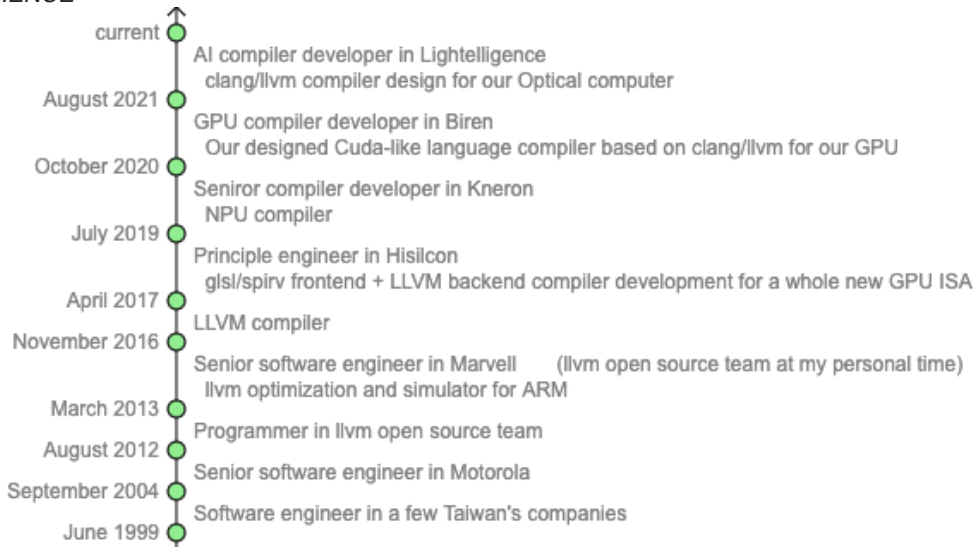 current
AI compiler developer in Lightelligence
clang/llvm compiler design for our Optical computer
August 2021
GPU compiler developer in Biren
Our designed Cuda-like language compiler based on clang/llvm for our GPU
October 2020
Seniror compiler developer in Kneron
NPU compiler
July 2019
Principle engineer in Hisilcon
glsl/spirv frontend + LLVM backend compiler development for a whole new GPU ISA
April 2017
LLVM compiler
November 2016
Senior software engineer in Marvell (llvm open source team at my personal time)
llvm optimization and simulator for ARM
March 2013
Programmer in llvm open source team
August 2012
Senior software engineer in Motorola
September 2004
Software engineer in a few Taiwan's companies
June 1999